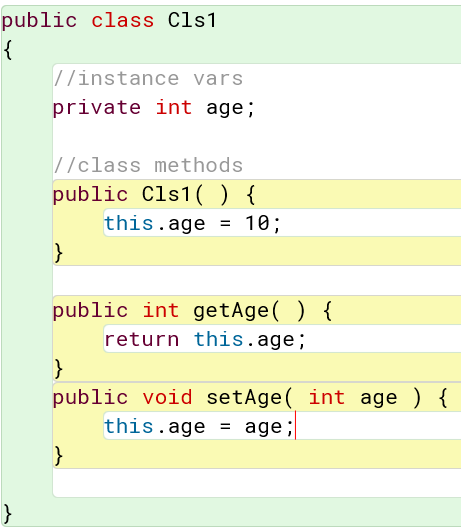 public class Cls1
{
//instance vars
private int age;
//class methods
public Cls1( ) {
this.age = 10;
}
public int getAge( ) {
return this.age;
}
public void setAge( int age ) {
this.age = age;
}
}